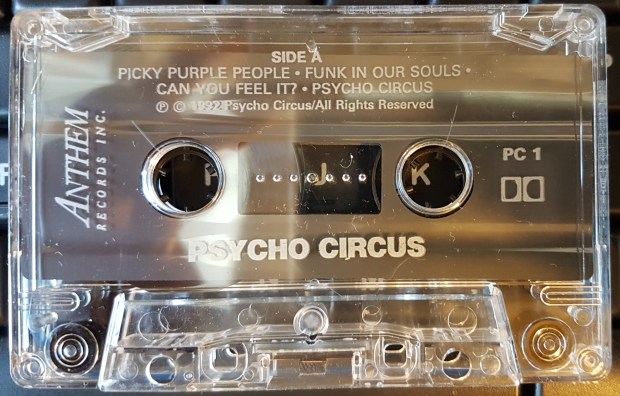 SIDE A
PICKY PURPLE PEOPLE • FUNK IN OUR SOULS •
CAN YOU FEEL IT? • PSYCHO CIRCUS
℗ © 1992 Psycho Circus/All Rights Reserved
ANTHEM
RECORDS INC.
PC 1
J
K
PSYCHO CIRCUS